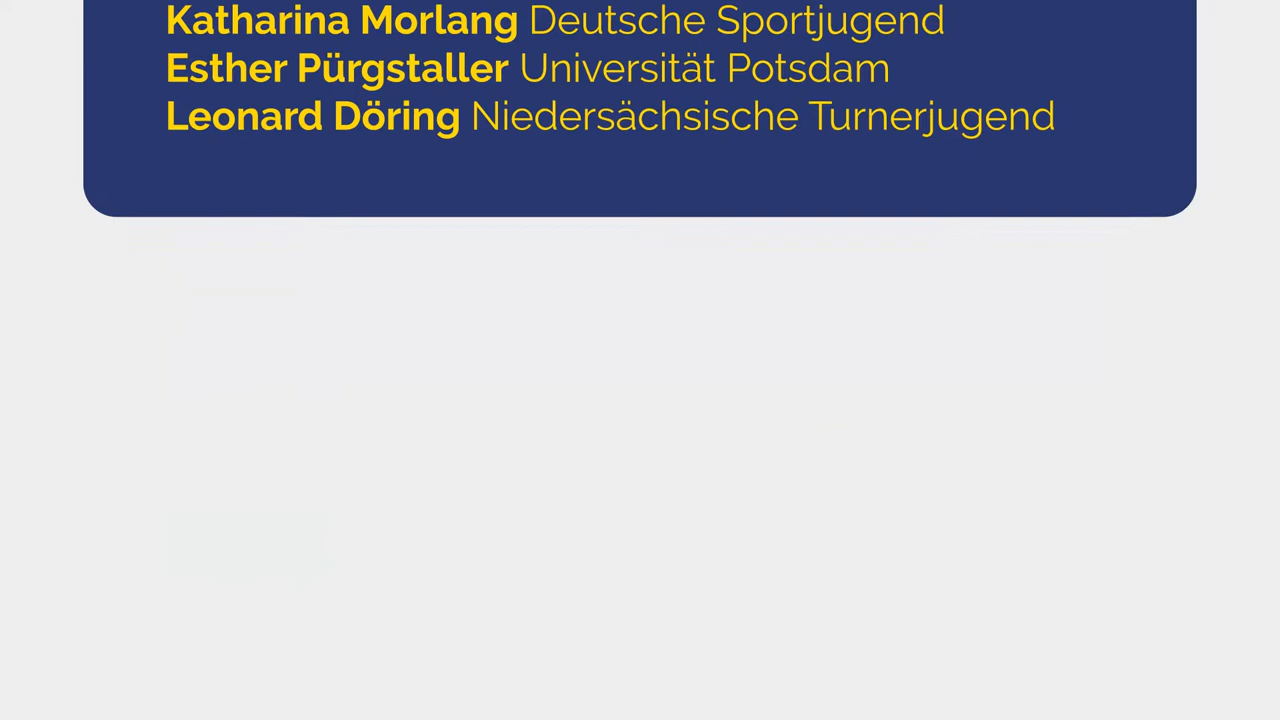 Katharina Morlang Deutsche Sportjugend
Esther Pürgstaller Universität Potsdam
Leonard Döring Niedersächsische Turnerjugend